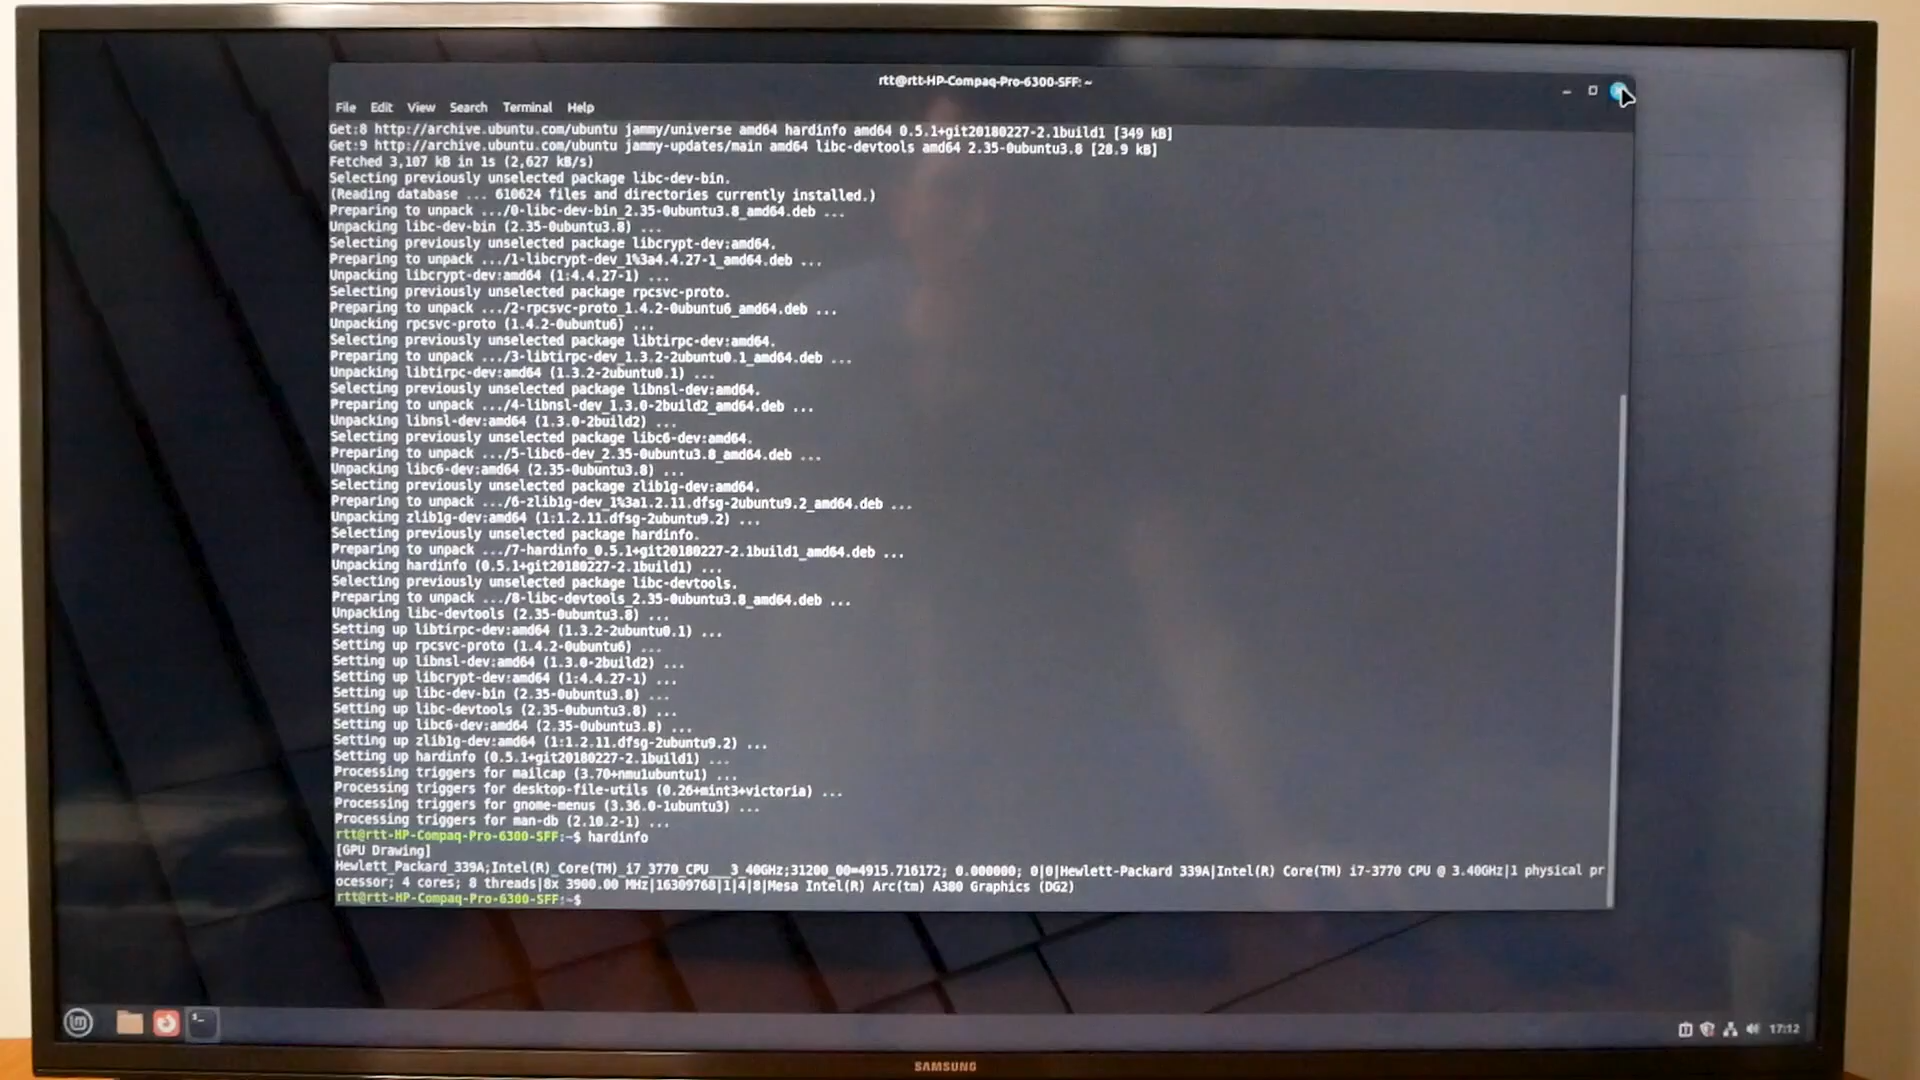 rtt@rtt-HP-Compaq-Pro-6300-SFF: ~
File Edit View Search Terminal Help
Get:8 http://archive.ubuntu.com/ubuntu jammy/universe amd64 hardinfo amd64 0.5.1+git20180227-2.1build1 [349 kB]
Get:9 http://archive.ubuntu.com/ubuntu jammy-updates/main amd64 libc-devtools amd64 2.35-0ubuntu3.8 [28.9 kB]
Fetched 3,107 kB in 1s (2,627 kB/s)
Selecting previously unselected package libc-dev-bin.
(Reading database ... 610624 files and directories currently installed.)
Preparing to unpack .../0-libc-dev-bin_2.35-0ubuntu3.8_amd64.deb ...
Unpacking libc-dev-bin (2.35-0ubuntu3.8) ...
Selecting previously unselected package libcrypt-dev:amd64.
Preparing to unpack .../1-libcrypt-dev_1%3a4.4.27-1_amd64.deb ...
Unpacking libcrypt-dev:amd64 (1:4.4.27-1) ...
Selecting previously unselected package rpcsvc-proto.
Preparing to unpack .../2-rpcsvc-proto_1.4.2-0ubuntu6_amd64.deb ...
Unpacking rpcsvc-proto (1.4.2-0ubuntu6) ...
Selecting previously unselected package libtirpc-dev:amd64.
Preparing to unpack .../3-libtirpc-dev_1.3.2-2ubuntu0.1_amd64.deb ...
Unpacking libtirpc-dev:amd64 (1.3.2-2ubuntu0.1) ...
Selecting previously unselected package libnsl-dev:amd64.
Preparing to unpack .../4-libnsl-dev_1.3.0-2build2_amd64.deb ...
Unpacking libnsl-dev:amd64 (1.3.0-2build2) ...
Selecting previously unselected package libc6-dev:amd64.
Preparing to unpack .../5-libc6-dev_2.35-0ubuntu3.8_amd64.deb ...
Unpacking libc6-dev:amd64 (2.35-0ubuntu3.8) ...
Selecting previously unselected package zlib1g-dev:amd64.
Preparing to unpack .../6-zlib1g-dev_1%3a1.2.11.dfsg-2ubuntu9.2_amd64.deb ...
Unpacking zlib1g-dev:amd64 (1:1.2.11.dfsg-2ubuntu9.2) ...
Selecting previously unselected package hardinfo.
Preparing to unpack .../7-hardinfo_0.5.1+git20180227-2.1build1_amd64.deb ...
Unpacking hardinfo (0.5.1+git20180227-2.1build1) ...
Selecting previously unselected package libc-devtools.
Preparing to unpack .../8-libc-devtools_2.35-0ubuntu3.8_amd64.deb ...
Unpacking libc-devtools (2.35-0ubuntu3.8) ...
Setting up libtirpc-dev:amd64 (1.3.2-2ubuntu0.1) ...
Setting up rpcsvc-proto (1.4.2-0ubuntu6) ...
Setting up libnsl-dev:amd64 (1.3.0-2build2) ...
Setting up libcrypt-dev:amd64 (1:4.4.27-1) ...
Setting up libc-dev-bin (2.35-0ubuntu3.8) ...
Setting up libc-devtools (2.35-0ubuntu3.8) ...
Setting up libc6-dev:amd64 (2.35-0ubuntu3.8) ...
Setting up zlib1g-dev:amd64 (1:1.2.11.dfsg-2ubuntu9.2) ...
Setting up hardinfo (0.5.1+git20180227-2.1build1) ...
Processing triggers for mailcap (3.70+nmu1ubuntu1) ...
Processing triggers for desktop-file-utils (0.26+mint3+victoria) ...
Processing triggers for gnome-menus (3.36.0-1ubuntu3) ...
Processing triggers for man-db (2.10.2-1) ...
rtt@rtt-HP-Compaq-Pro-6300-SFF:~$ hardinfo
[GPU Drawing]
Hewlett_Packard_339A;Intel(R)_Core(TM)_i7_3770_CPU___3_40GHz;31200_00=4915.716172; 0.000000; 0|0|Hewlett-Packard 339A|Intel(R) Core(TM) i7-3770 CPU @ 3.40GHz|1 physical pr
ocessor; 4 cores; 8 threads|8x 3900.00 MHz|16309768|1|4|8|Mesa Intel(R) Arc(tm) A380 Graphics (DG2)
rtt@rtt-HP-Compaq-Pro-6300-SFF:~$
17:12
SAMSUNG